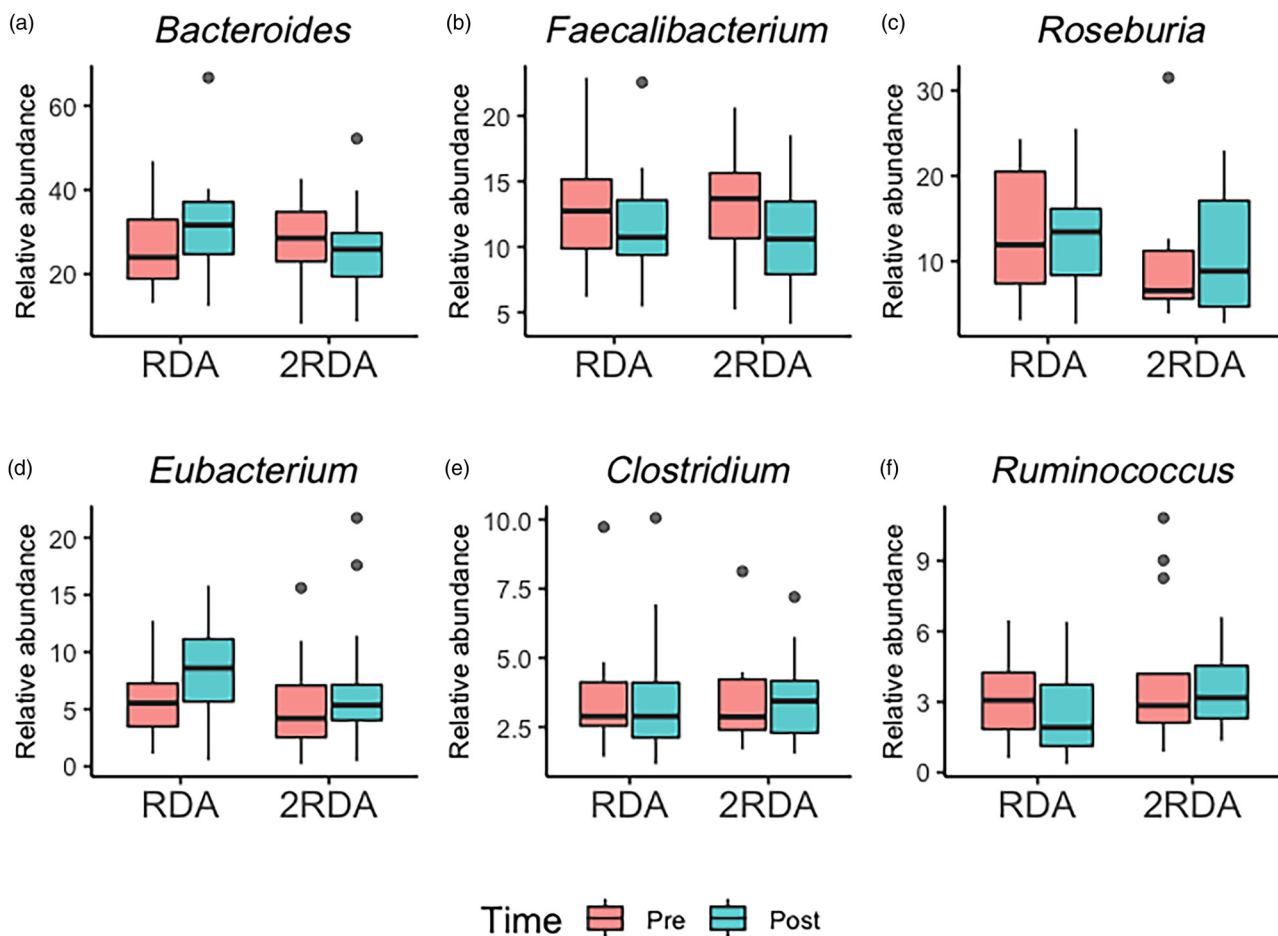 (a) Bacteroides
(b) Faecalibacterium
(c) Roseburia
Relative abundance
60
40
20
RDA 2RDA
Relative abundance
20
15
10
5
RDA 2RDA
Relative abundance
30
20
10
RDA 2RDA
(d) Eubacterium
(e) Clostridium
(f) Ruminococcus
Relative abundance
20
15
10
5
0
RDA 2RDA
Relative abundance
10.0
7.5
5.0
2.5
RDA 2RDA
Relative abundance
9
6
3
0
RDA 2RDA
Time Pre Post